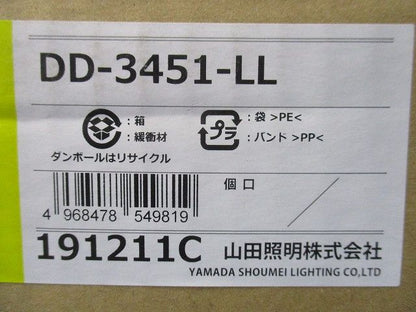 DD-3451-LL
:箱
:緩衝材
ダンボールはリサイクル
プラ
:袋 >PE<
:バンド >PP<
個口
4 968478 549819
191211C
山田照明株式会社
YAMADA SHOUMEI LIGHTING CO,LTD